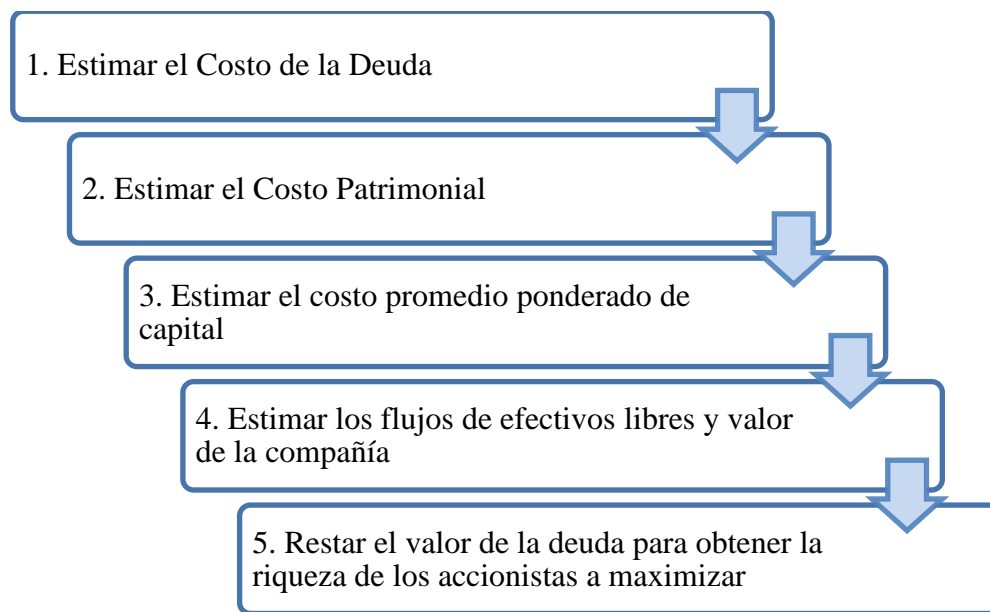 1. Estimar el Costo de la Deuda
2. Estimar el Costo Patrimonial
3. Estimar el costo promedio ponderado de
capital
4. Estimar los flujos de efectivos libres y valor
de la compañía
5. Restar el valor de la deuda para obtener la
riqueza de los accionistas a maximizar